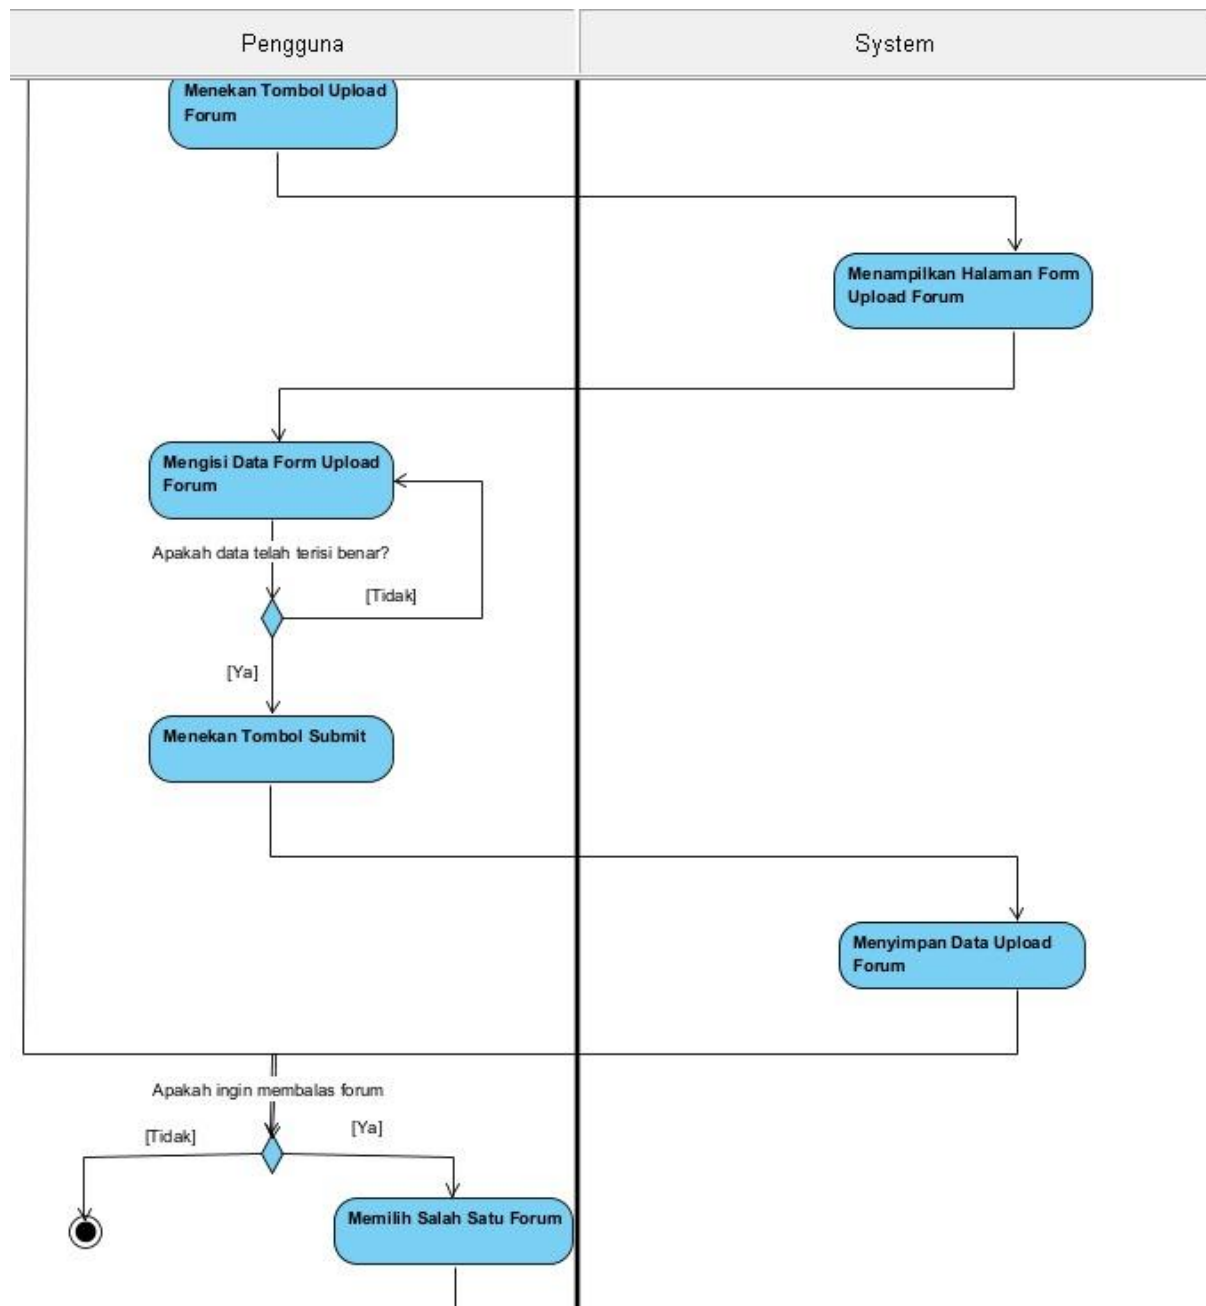 Pengguna
System
Menekan Tombol Upload
Forum
Menampilkan Halaman Form
Upload Forum
Mengisi Data Form Upload
Forum
Apakah data telah terisi benar?
[Tidak]
[Ya]
Menekan Tombol Submit
Menyimpan Data Upload
Forum
Apakah ingin membalas forum
[Tidak]
[Ya]
Memilih Salah Satu Forum